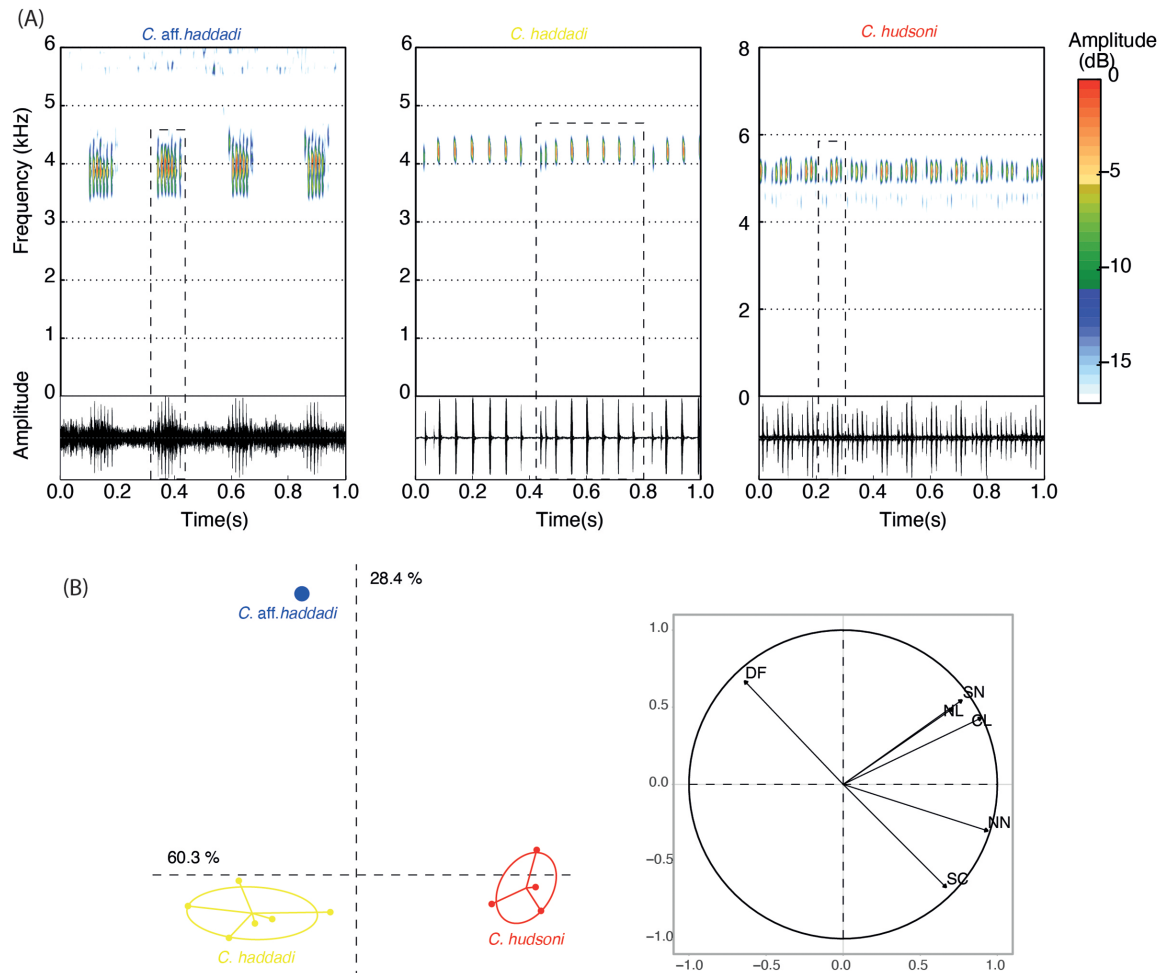 (A)
C. aff.haddadi
C. haddadi
C. hudsoni
Amplitude
(dB)
0
−5
−10
−15
Frequency (kHz)
6
5
4
3
2
1
0
6
5
4
3
2
1
0
8
6
4
2
0
Amplitude
0.0 0.2 0.4 0.6 0.8 1.0
0.0 0.2 0.4 0.6 0.8 1.0
0.0 0.2 0.4 0.6 0.8 1.0
Time(s)
Time(s)
Time(s)
(B)
28.4 %
C. aff.haddadi
60.3 %
C. haddadi
C. hudsoni
1.0
0.5
0.0
−0.5
−1.0
DF
SN
NL
CL
NN
SC
−1.0 −0.5 0.0 0.5 1.0